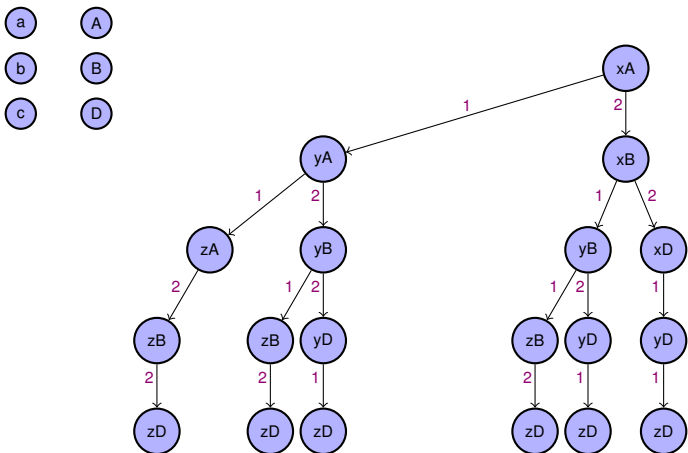 a A
b B
c D
xA
1 2
yA xB
1 2 1 2
zA yB yB xD
2 1 2 1 2 1
zB zB yD zB yD yD
2 2 1 2 1 1
zD zD zD zD zD zD